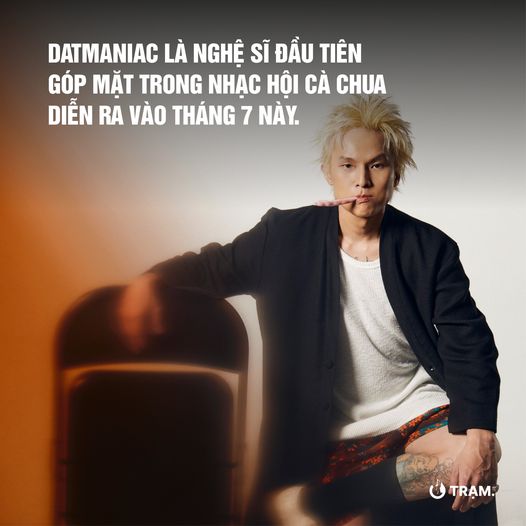 DATMANIAC LÀ NGHỆ SĨ ĐẦU TIÊN
GÓP MẶT TRONG NHẠC HỘI CÀ CHUA
DIỄN RA VÀO THÁNG 7 NÀY.
TRẠM.